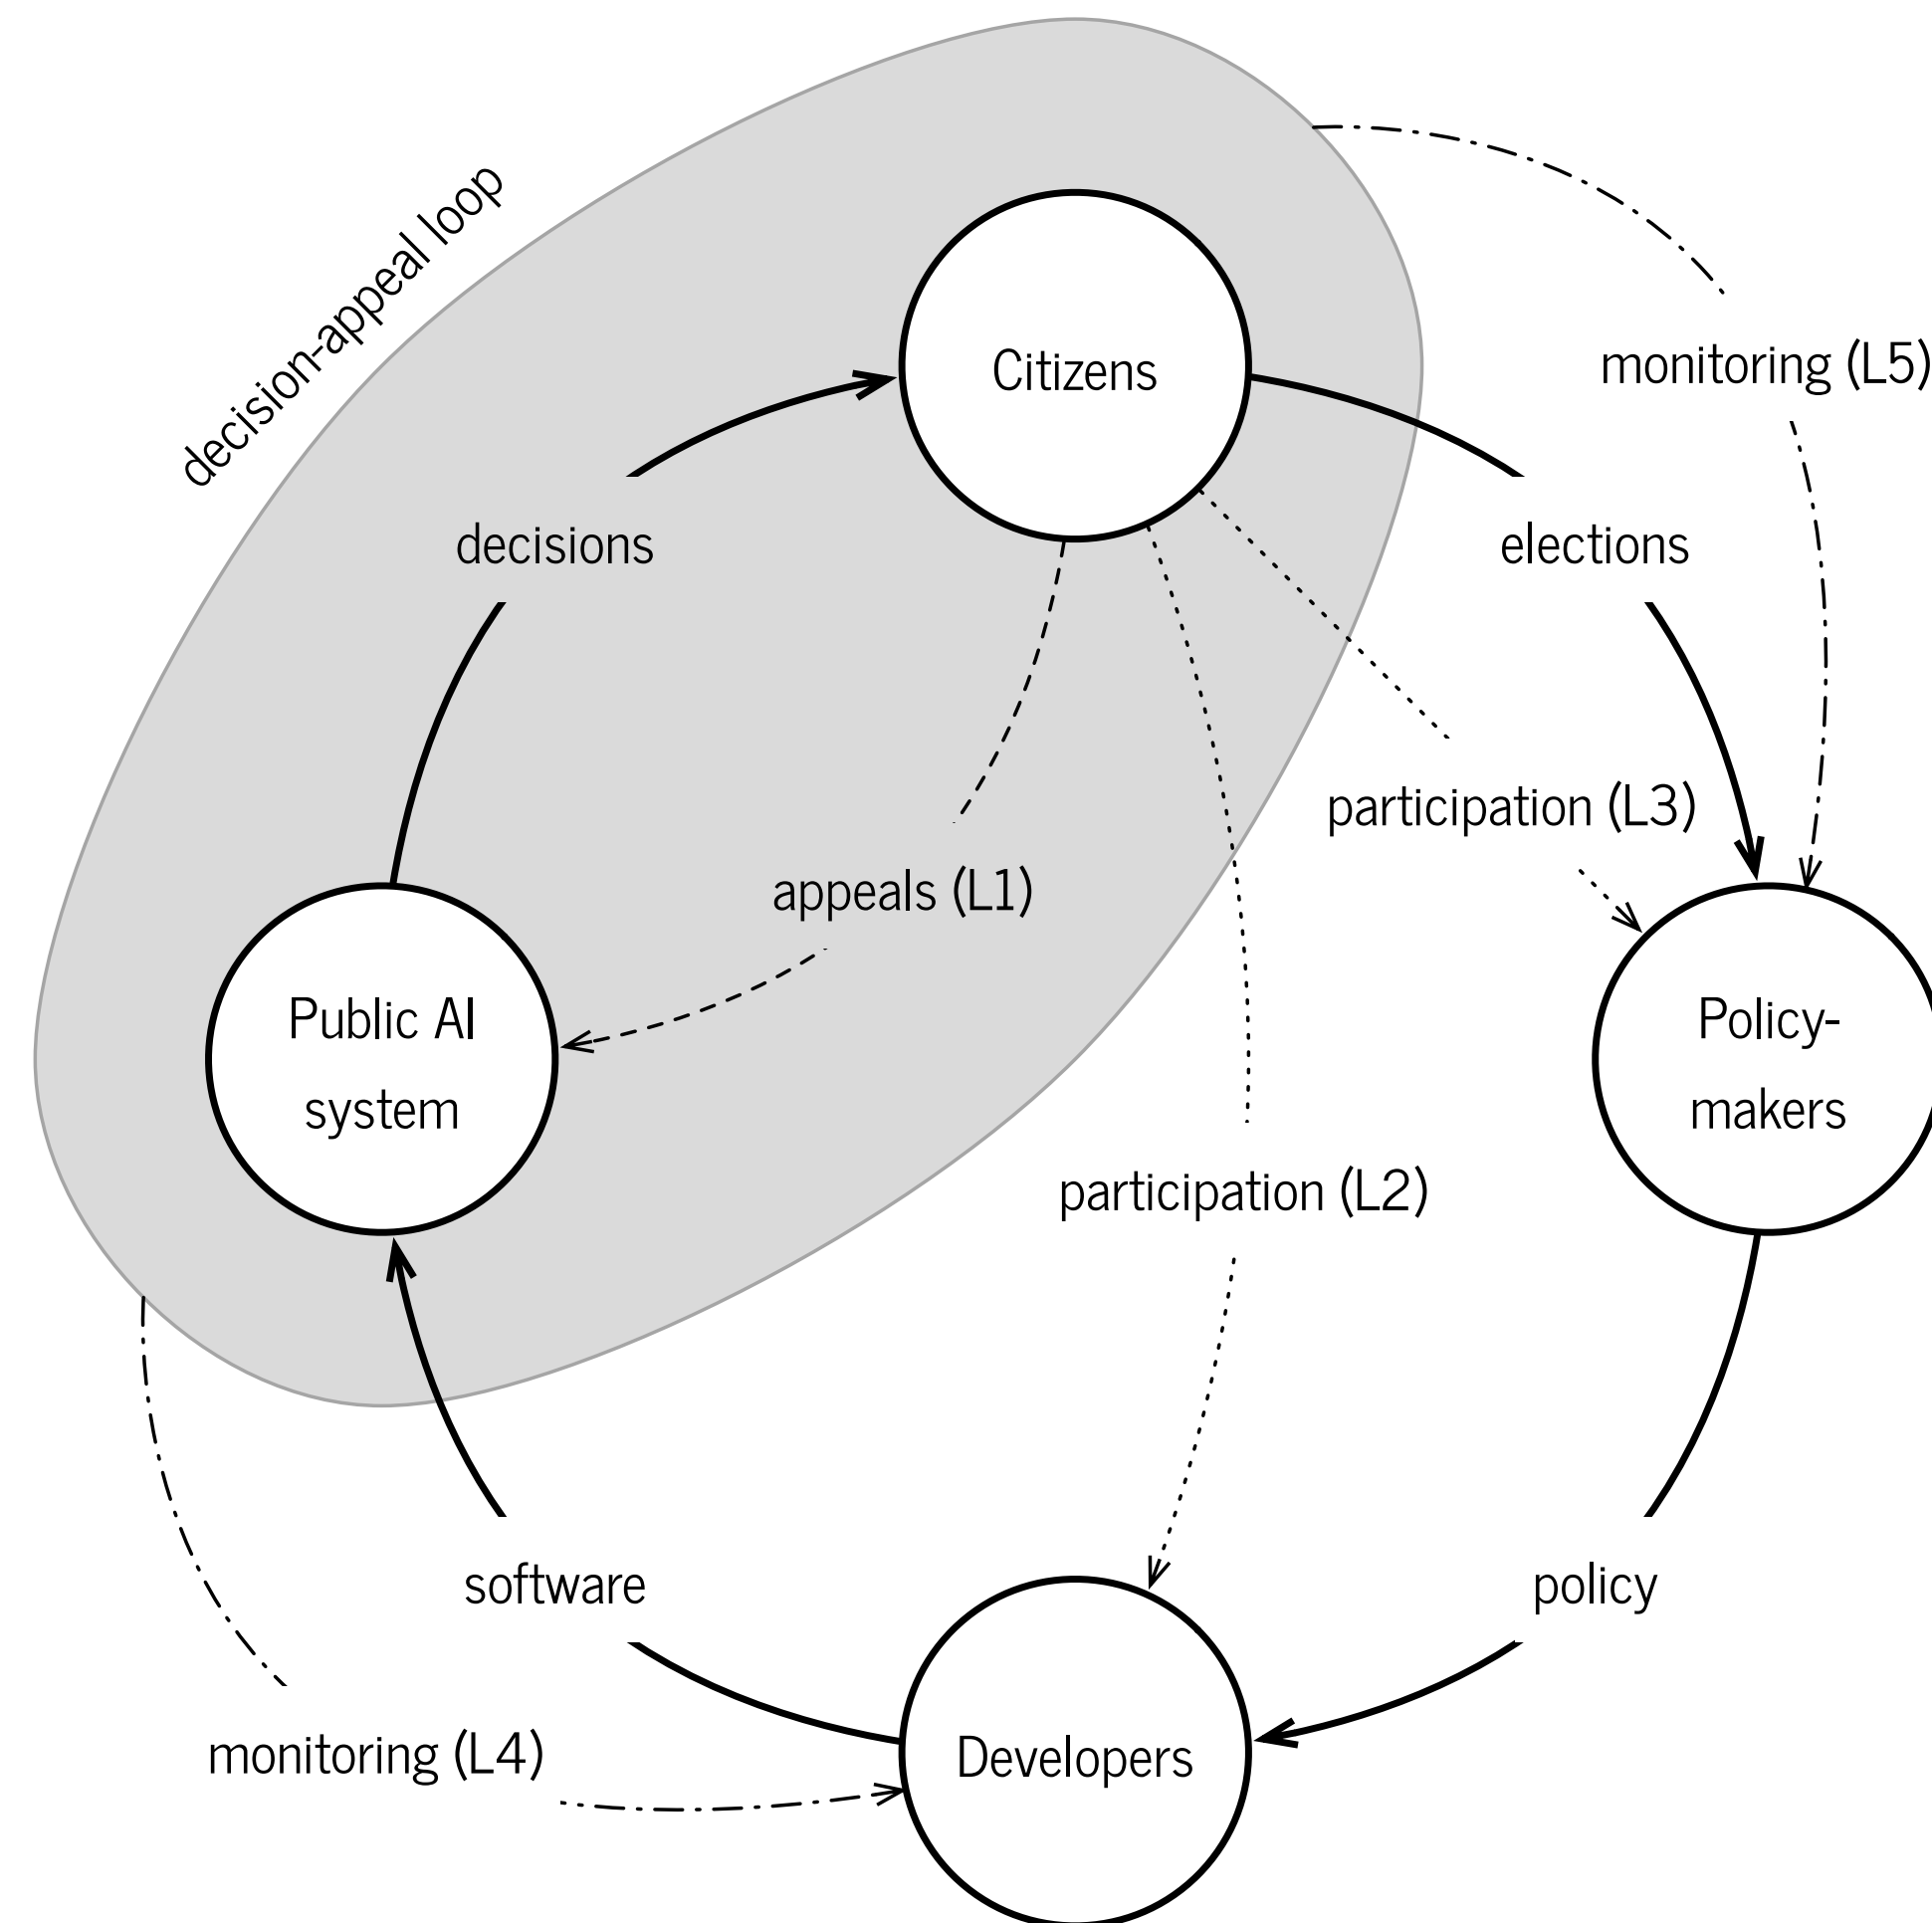 decision-appeal loop
Citizens
monitoring (L5)
decisions
elections
participation (L3)
appeals (L1)
Public AI
system
Policy-
makers
participation (L2)
software
policy
monitoring (L4)
Developers